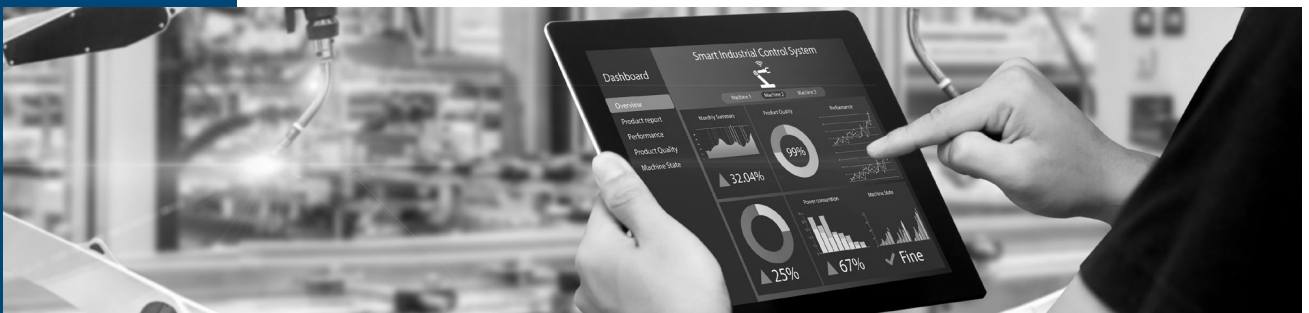 Smart Industrial Control System
Dashboard
Machine 1 Machine 2 Machine 3
Overview
Product report
Performance
Product Quality
Machine State
Monthly Summary
Product Quality
Performance
99%
32.04%
Power consumption
Machine State
25%
67%
Fine